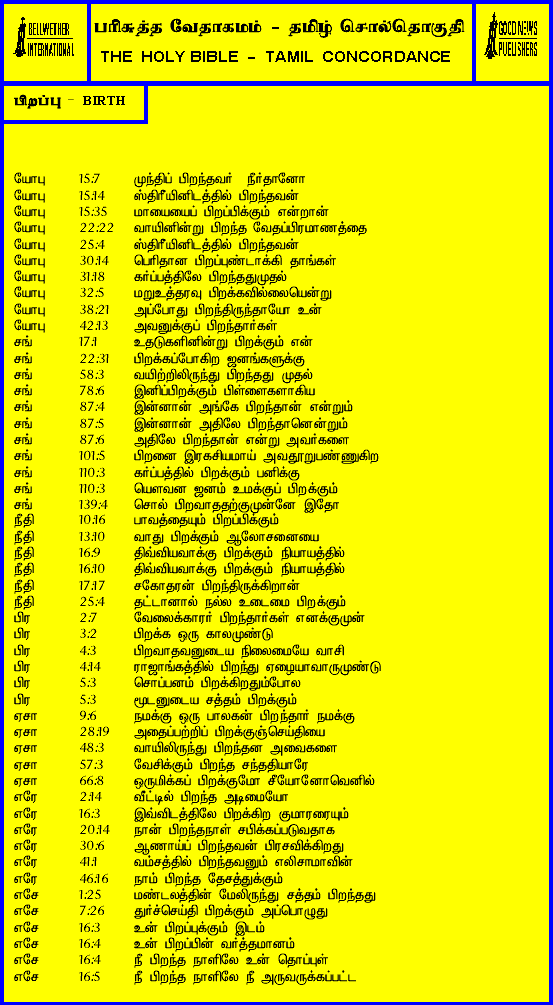 BELLWETHER
INTERNATIONAL
பரிசுத்த வேதாகமம் - தமிழ் சொல்தொகுதி
THE HOLY BIBLE - TAMIL CONCORDANCE
GOOD NEWS
PUBLISHERS
பிறப்பு - BIRTH
யோபு 15:7 முந்திப் பிறந்தவர் நீர்தானோ
யோபு 15:14 ஸ்திரீயினிடத்தில் பிறந்தவன்
யோபு 15:35 மாயையைப் பிறப்பிக்கும் என்றான்
யோபு 22:22 வாயினின்று பிறந்த வேதப்பிரமாணத்தை
யோபு 25:4 ஸ்திரீயினிடத்தில் பிறந்தவன்
யோபு 30:14 பெரிதான பிறப்புண்டாக்கி தாங்கள்
யோபு 31:18 கர்ப்பத்திலே பிறந்ததுமுதல்
யோபு 32:5 மறுஉத்தரவு பிறக்கவில்லையென்று
யோபு 38:21 அப்போது பிறந்திருந்தாயோ உன்
யோபு 42:13 அவனுக்குப் பிறந்தார்கள்
சங் 17:1 உதடுகளினின்று பிறக்கும் என்
சங் 22:31 பிறக்கப்போகிற ஜனங்களுக்கு
சங் 58:3 வயிற்றிலிருந்து பிறந்தது முதல்
சங் 78:6 இனிப்பிறக்கும் பிள்ளைகளாகிய
சங் 87:4 இன்னான் அங்கே பிறந்தான் என்றும்
சங் 87:5 இன்னான் அதிலே பிறந்தானென்றும்
சங் 87:6 அதிலே பிறந்தான் என்று அவர்களை
சங் 101:5 பிறனை இரகசியமாய் அவதூறுபண்ணுகிற
சங் 110:3 கர்ப்பத்தில் பிறக்கும் பனிக்கு
சங் 110:3 யௌவன ஜனம் உமக்குப் பிறக்கும்
சங் 139:4 சொல் பிறவாததற்குமுன்னே இதோ
நீதி 10:16 பாவத்தையும் பிறப்பிக்கும்
நீதி 13:10 வாது பிறக்கும் ஆலோசனையை
நீதி 16:9 திவ்வியவாக்கு பிறக்கும் நியாயத்தில்
நீதி 16:10 திவ்வியவாக்கு பிறக்கும் நியாயத்தில்
நீதி 17:17 சகோதரன் பிறந்திருக்கிறான்
நீதி 25:4 தட்டானால் நல்ல உடைமை பிறக்கும்
பிர 2:7 வேலைக்காரர் பிறந்தார்கள் எனக்குமுன்
பிர 3:2 பிறக்க ஒரு காலமுண்டு
பிர 4:3 பிறவாதவனுடைய நிலைமையே வாசி
பிர 4:14 ராஜாங்கத்தில் பிறந்து ஏழையாவாருமுண்டு
பிர 5:3 சொப்பனம் பிறக்கிறதும்போல
பிர 5:3 மூடனுடைய சத்தம் பிறக்கும்
ஏசா 9:6 நமக்கு ஒரு பாலகன் பிறந்தார் நமக்கு
ஏசா 28:19 அதைப்பற்றிப் பிறக்குஞ்செய்தியை
ஏசா 48:3 வாயிலிருந்து பிறந்தன அவைகளை
ஏசா 57:3 வேசிக்கும் பிறந்த சந்ததியாரே
ஏசா 66:8 ஒருமிக்கப் பிறக்குமோ சீயோனோவெனில்
எரே 2:14 வீட்டில் பிறந்த அடிமையோ
எரே 16:3 இவ்விடத்திலே பிறக்கிற குமாரரையும்
எரே 20:14 நான் பிறந்தநாள் சபிக்கப்படுவதாக
எரே 30:6 ஆணாய்ப் பிறந்தவன் பிரசவிக்கிறது
எரே 41:1 வம்சத்தில் பிறந்தவனும் எலிசாமாவின்
எரே 46:16 நாம் பிறந்த தேசத்துக்கும்
எசே 1:25 மண்டலத்தின் மேலிருந்து சத்தம் பிறந்தது
எசே 7:26 துர்ச்செய்தி பிறக்கும் அப்பொழுது
எசே 16:3 உன் பிறப்புக்கும் இடம்
எசே 16:4 உன் பிறப்பின் வர்த்தமானம்
எசே 16:4 நீ பிறந்த நாளிலே உன் தொப்புள்
எசே 16:5 நீ பிறந்த நாளிலே நீ அருவருக்கப்பட்ட